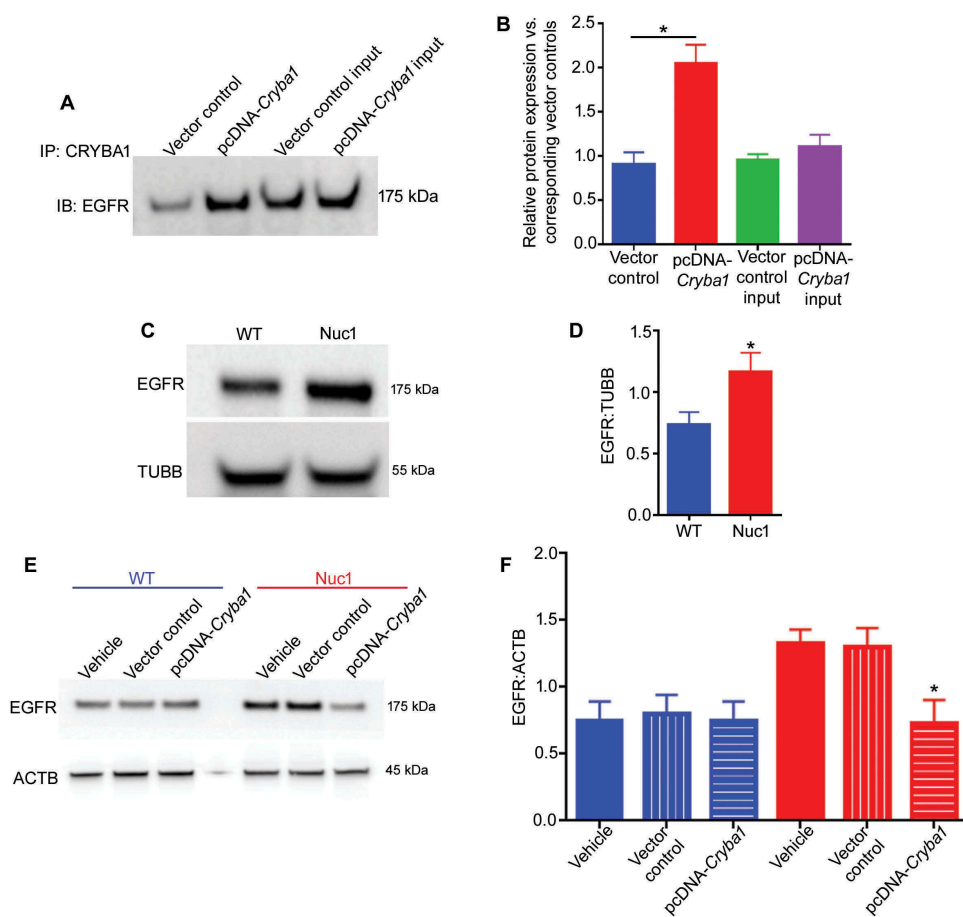 A
Vector control
pcDNA-Cryba1
Vector control input
pcDNA-Cryba1 input
IP: CRYBA1
IB: EGFR
175 kDa
B
Relative protein expression vs.
corresponding vector controls
2.5
2.0
1.5
1.0
0.5
0.0
Vector
control
pcDNA-
Cryba1
Vector
control
input
pcDNA-
Cryba1
input
*
C
WT
Nuc1
EGFR
175 kDa
TUBB
55 kDa
D
EGFR:TUBB
1.5
1.0
0.5
0.0
*
WT
Nuc1
E
WT
Nuc1
Vehicle
Vector control
pcDNA-Cryba1
Vehicle
Vector control
pcDNA-Cryba1
EGFR
175 kDa
ACTB
45 kDa
F
EGFR:ACTB
2.0
1.5
1.0
0.5
0.0
*
Vehicle
Vector
control
pcDNA-Cryba1
Vehicle
Vector
control
pcDNA-Cryba1